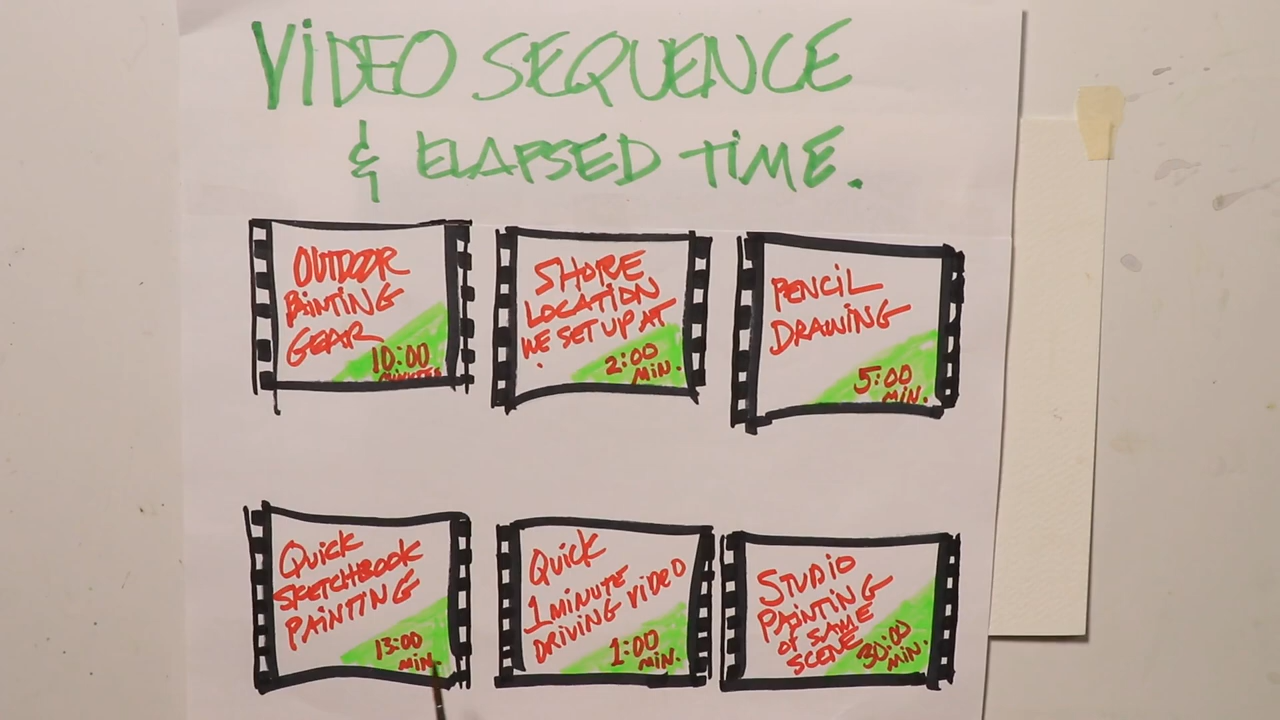 VIDEO SEQUENCE
& ELAPSED TIME.
OUTDOOR
PAINTING
GEAR
10:00
MINUTES
SHORE
LOCATION
WE SET UP AT
2:00
MIN.
PENCIL
DRAWING
5:00
MIN.
QUICK
SKETCHBOOK
PAINTING
13:00
MIN.
QUICK
1 MINUTE
DRIVING VIDEO
1:00
MIN.
STUDIO
PAINTING
OF SAME
SCENE
30:00
MIN.